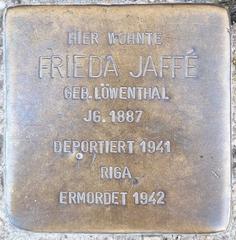 HIER WOHNTE
FRIEDA JAFFÉ
GEB. LÖWENTHAL
JG. 1887
DEPORTIERT 1941
RIGA
ERMORDET 1942